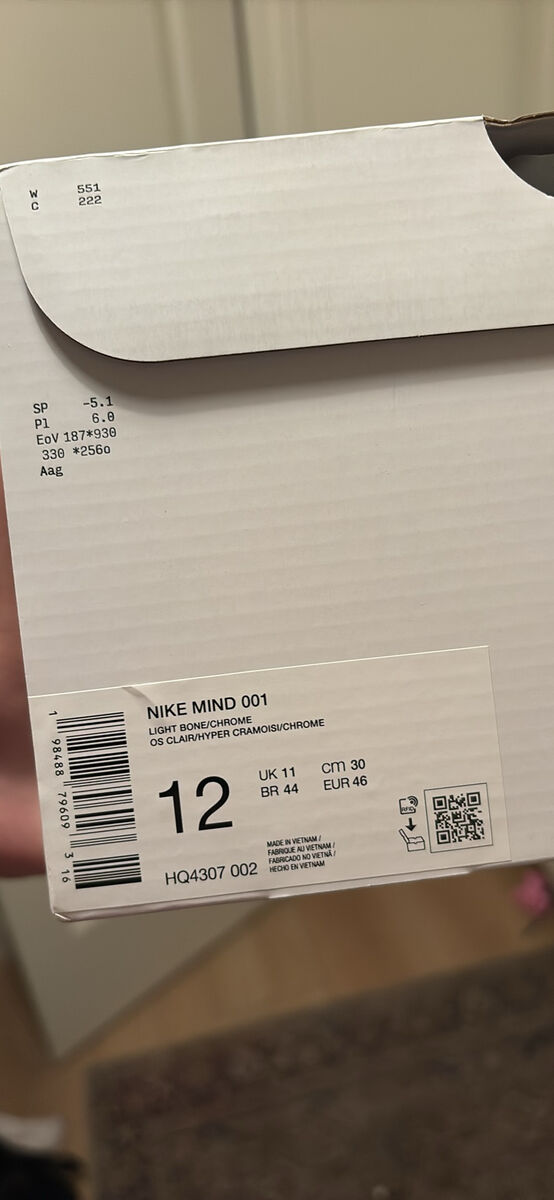 W 551
C 222
SP -5.1
Pl 6.0
EoV 187*930
330 *256o
Aag
NIKE MIND 001
LIGHT BONE/CHROME
OS CLAIR/HYPER CRAMOISI/CHROME
12
UK 11 CM 30
BR 44 EUR 46
MADE IN VIETNAM /
FABRIQUE AU VIETNAM /
FABRICADO NO VIETNÃ /
HECHO EN VIETNAM
HQ4307 002
RFID
1 98488 79609 3 16